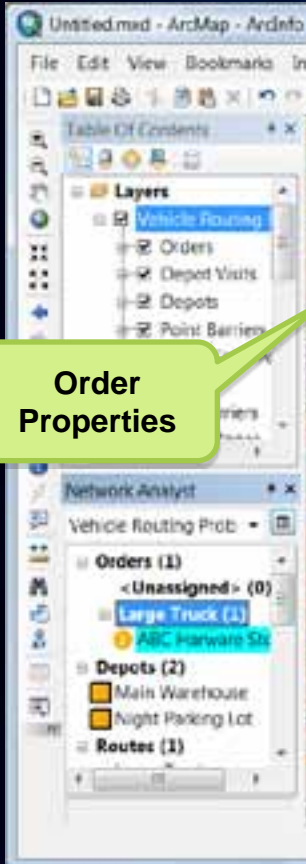 Untitled.mxd - ArcMap - ArcInfo
File Edit View Bookmarks
Table Of Contents
Layers
Vehicle Routing
Orders
Depot Visits
Depots
Point Barriers
Order
Properties
Network Analyst
Vehicle Routing Prob
Orders (1)
<Unassigned> (0)
Large Truck (1)
ABC Harware
Depots (2)
Main Warehouse
Night Parking Lot
Routes (1)